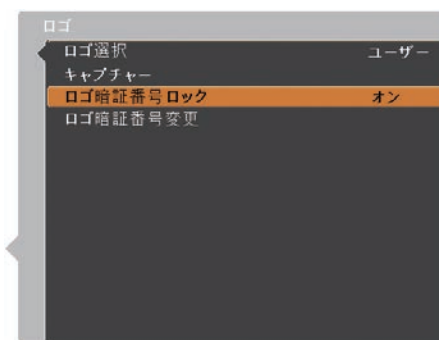 ロゴ
ロゴ選択 ユーザー
キャプチャー
ロゴ暗証番号ロック オン
ロゴ暗証番号変更